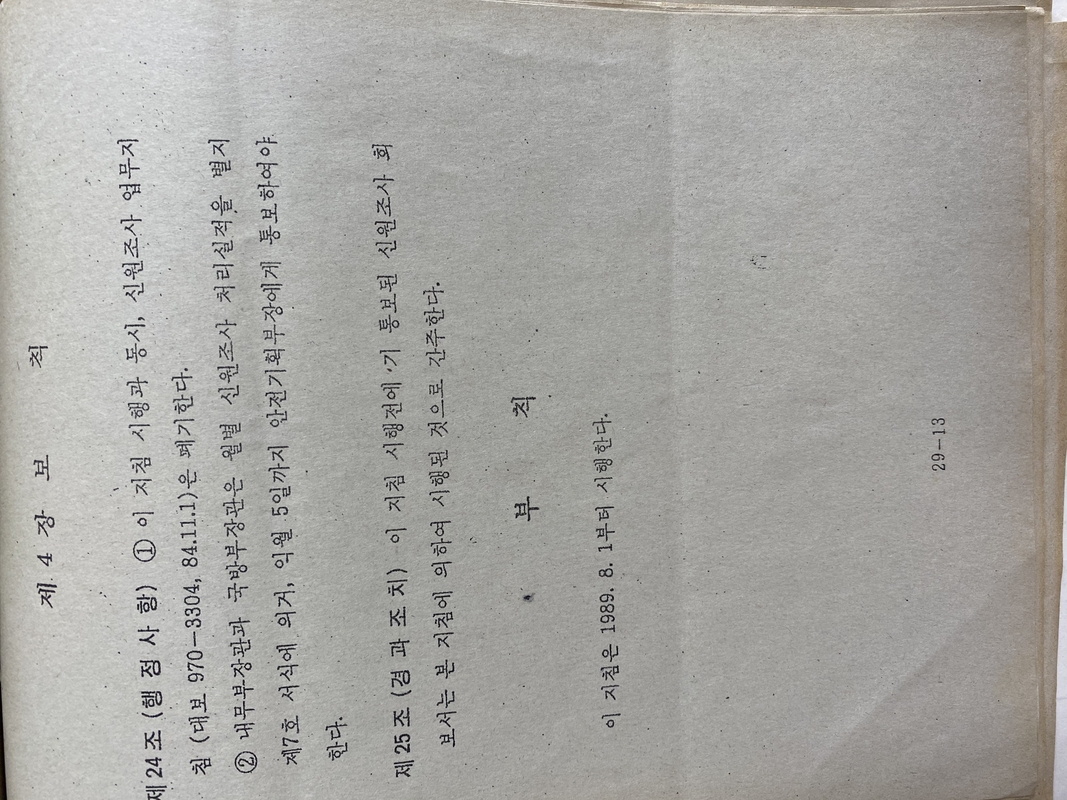 제 4 장 보 칙
제 24 조 (행 정 사 항) ① 이 지침 시행과 동시, 신원조사 업무지
침 (대보 970-3304, 84.11.1)은 폐기한다.
② 내무부장관과 국방부장관은 월별 신원조사 처리실적을 별지
제7호 서식에 의거, 익월 5일까지 안전기획부장에게 통보하여야
한다.
제 25 조 (경 과 조 치) 이 지침 시행전에 기 통보된 신원조사 회
보서는 본 지침에 의하여 시행된 것으로 간주한다.
부 칙
이 지침은 1989. 8. 1부터 시행한다.
29-13